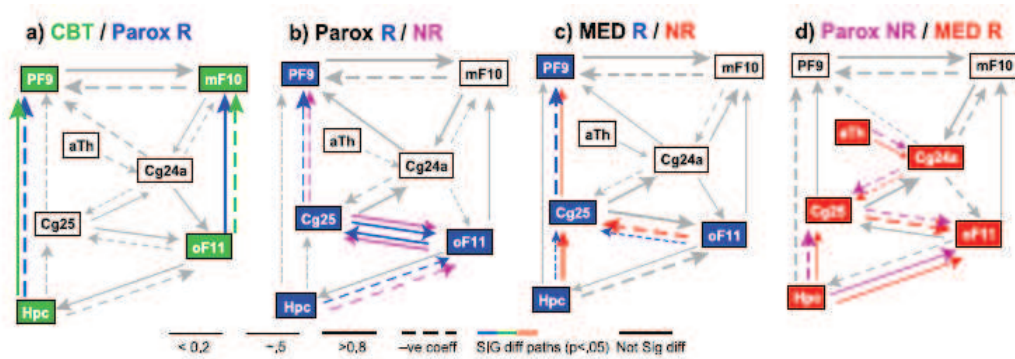 a) CBT / Parox R
b) Parox R / NR
c) MED R / NR
d) Parox NR / MED R
PF9
mF10
aTh
Cg24a
Cg25
oF11
Hpc
PF9
mF10
aTh
Cg24a
Cg25
oF11
Hpc
PF9
mF10
aTh
Cg24a
Cg25
oF11
Hpc
PF9
mF10
aTh
Cg24a
Cg25
oF11
Hpc
< 0,2
~,5
>0,8
–ve coeff
SIG diff paths (p<,05)
Not Sig diff